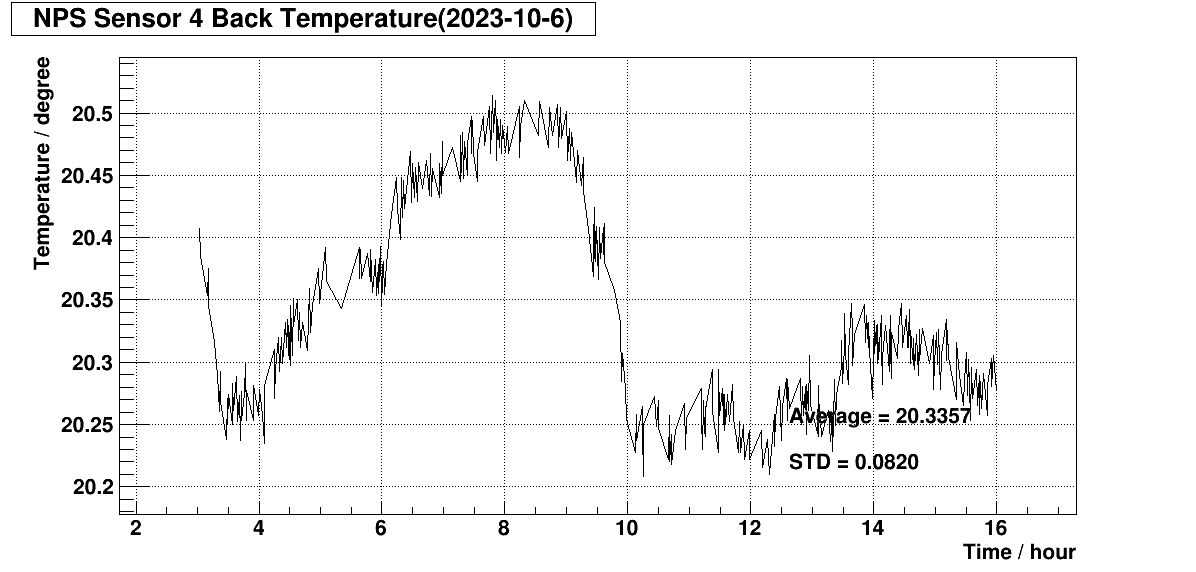 NPS Sensor 4 Back Temperature(2023-10-6)
Temperature / degree
20.5
20.45
20.4
20.35
20.3
20.25
20.2
Average = 20.3357
STD = 0.0820
2 4 6 8 10 12 14 16
Time / hour